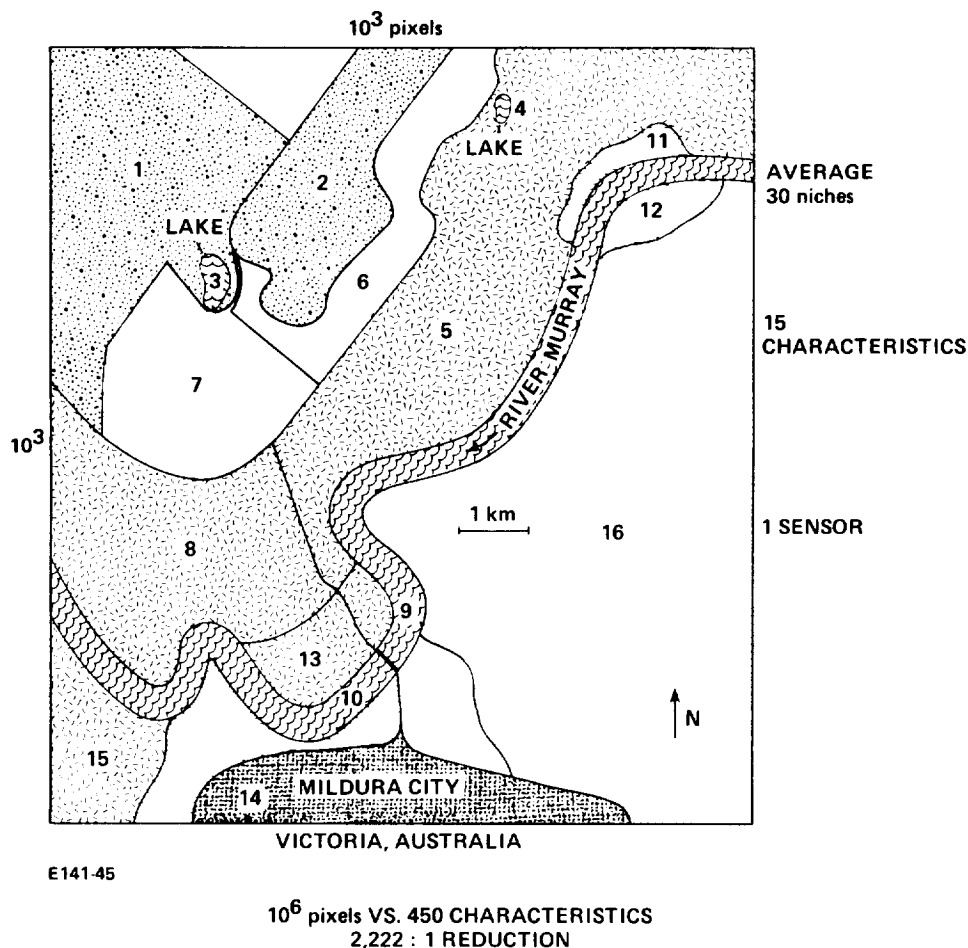 10³ pixels
1
2
LAKE
3
4
LAKE
11
12
AVERAGE
30 niches
6
5
RIVER MURRAY
15
CHARACTERISTICS
7
10³
1 km
16
1 SENSOR
8
9
13
10
N
15
14
MILDURA CITY
VICTORIA, AUSTRALIA
E141-45
10⁶ pixels VS. 450 CHARACTERISTICS
2,222 : 1 REDUCTION